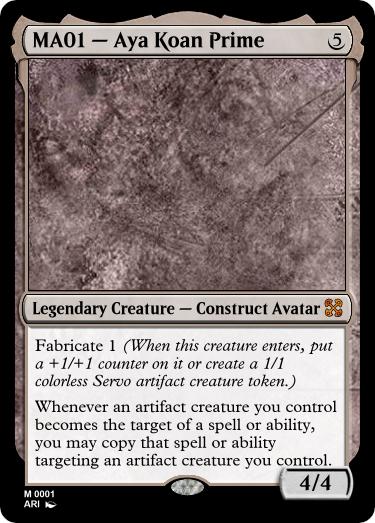 MA01 — Aya Koan Prime 5
Legendary Creature — Construct Avatar
Fabricate 1 (When this creature enters, put
a +1/+1 counter on it or create a 1/1
colorless Servo artifact creature token.)
Whenever an artifact creature you control
becomes the target of a spell or ability,
you may copy that spell or ability
targeting an artifact creature you control.
4/4
M 0001
ARI